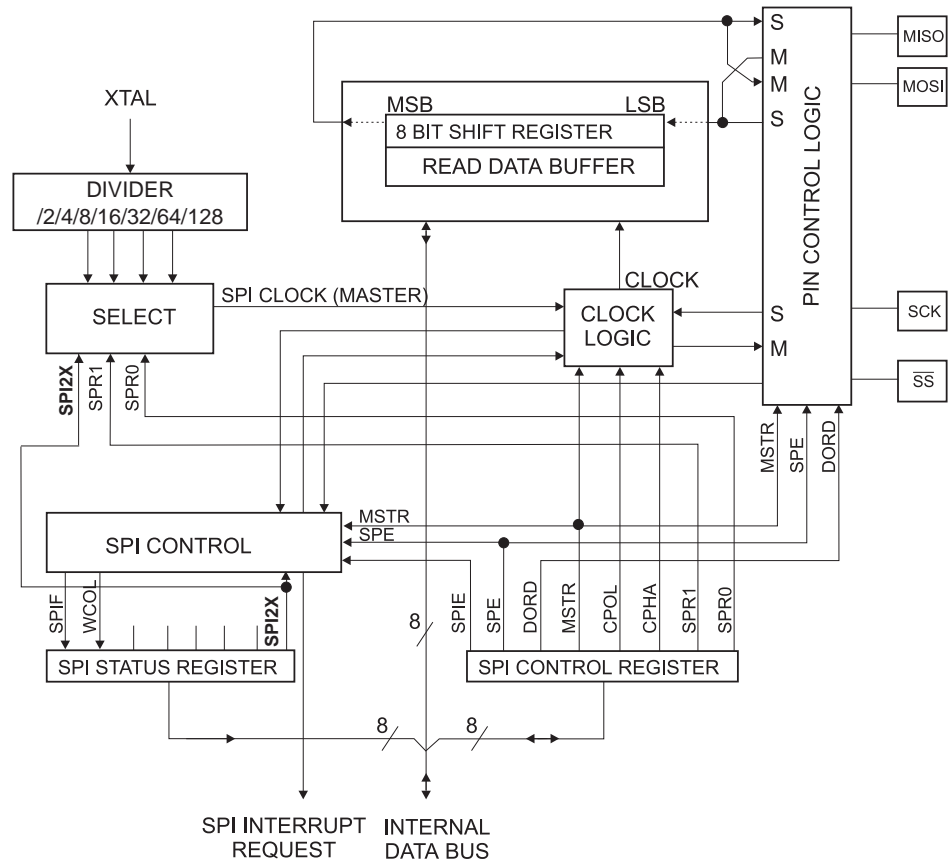 S
MISO
M
M
MOSI
XTAL
MSB
LSB
S
8 BIT SHIFT REGISTER
READ DATA BUFFER
DIVIDER
/2/4/8/16/32/64/128
PIN CONTROL LOGIC
CLOCK
SPI CLOCK (MASTER)
SELECT
CLOCK
LOGIC
S
SCK
M
SS
SPI2X
SPR1
SPR0
MSTR
SPE
DORD
MSTR
SPE
SPI CONTROL
SPIF
WCOL
SPI2X
8
SPIE
SPE
DORD
MSTR
CPOL
CPHA
SPR1
SPR0
SPI STATUS REGISTER
SPI CONTROL REGISTER
8
8
SPI INTERRUPT
REQUEST
INTERNAL
DATA BUS